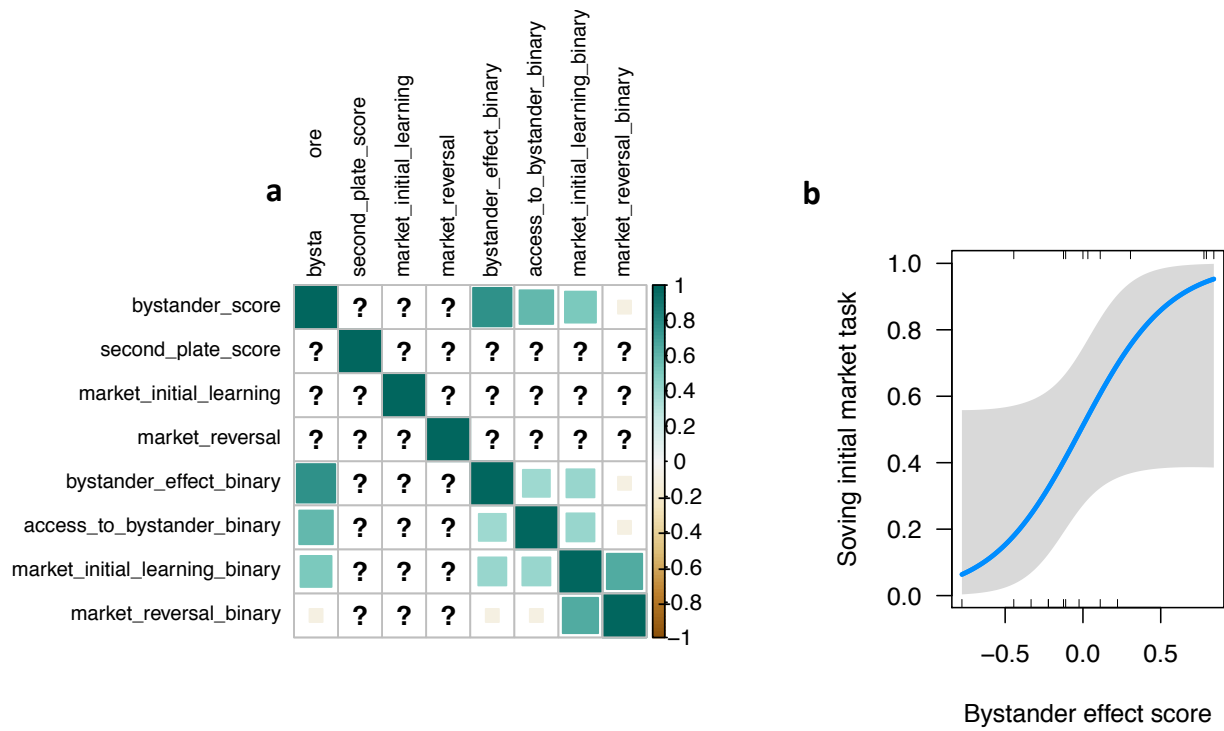 a
bysta ore
second_plate_score
market_initial_learning
market_reversal
bystander_effect_binary
access_to_bystander_binary
market_initial_learning_binary
market_reversal_binary
bystander_score ? ? ?
second_plate_score ? ? ? ? ? ? ?
market_initial_learning ? ? ? ? ? ? ?
market_reversal ? ? ? ? ? ? ?
bystander_effect_binary ? ? ?
access_to_bystander_binary ? ? ?
market_initial_learning_binary ? ? ?
market_reversal_binary ? ? ?
1
0.8
0.6
0.4
0.2
0
-0.2
-0.4
-0.6
-0.8
−1
b
Soving initial market task
1.0
0.8
0.6
0.4
0.2
0.0
−0.5 0.0 0.5
Bystander effect score